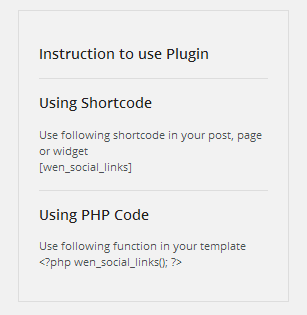 Instruction to use Plugin
Using Shortcode
Use following shortcode in your post, page
or widget
[wen_social_links]
Using PHP Code
Use following function in your template
<?php wen_social_links(); ?>